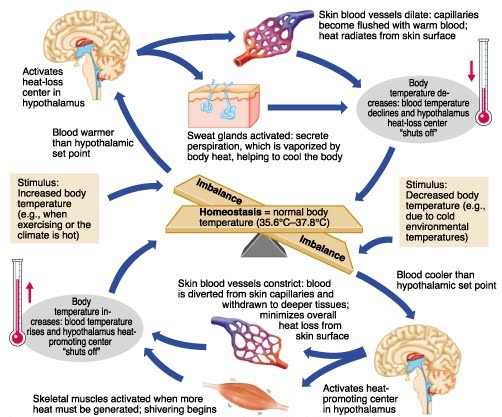 Skin blood vessels dilate: capillaries
become flushed with warm blood;
heat radiates from skin surface
Activates
heat-loss
center in
hypothalamus
Body
temperature de-
creases: blood temperature
declines and hypothalamus
heat-loss center
“shuts off”
Sweat glands activated: secrete
perspiration, which is vaporized by
body heat, helping to cool the body
Blood warmer
than hypothalamic
set point
Stimulus:
Increased body
temperature
(e.g., when
exercising or the
climate is hot)
Imbalance
Homeostasis = normal body
temperature (35.6°C–37.8°C)
Imbalance
Stimulus:
Decreased body
temperature (e.g.,
due to cold
environmental
temperatures)
Blood cooler than
hypothalamic set point
Skin blood vessels constrict: blood
is diverted from skin capillaries and
withdrawn to deeper tissues;
minimizes overall
heat loss from
skin surface
Body
temperature in-
creases: blood temperature
rises and hypothalamus heat-
promoting center
“shuts off”
Activates heat-
promoting center
in hypothalamus
Skeletal muscles activated when more
heat must be generated; shivering begins